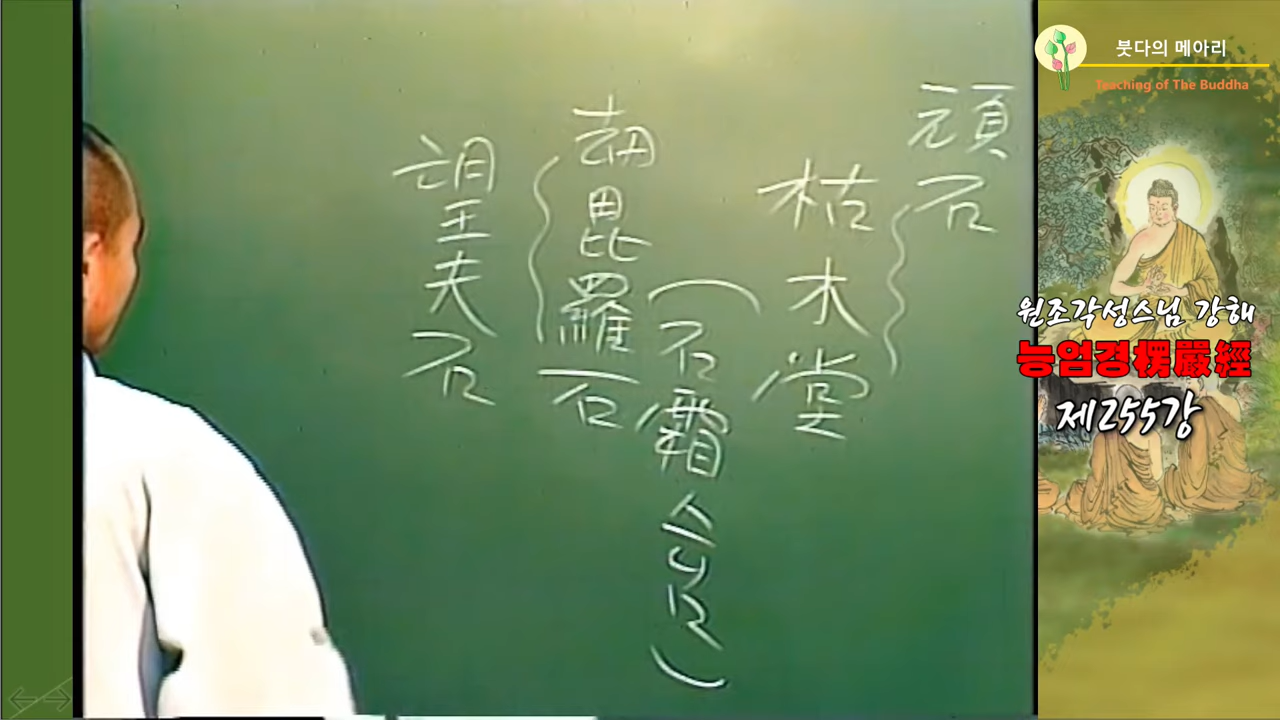 頑石
枯木堂
(石霜스님)
劫毘羅石
望夫石
붓다의 메아리
Teaching of The Buddha
원조각성스님 강해
능엄경楞嚴經
제255강